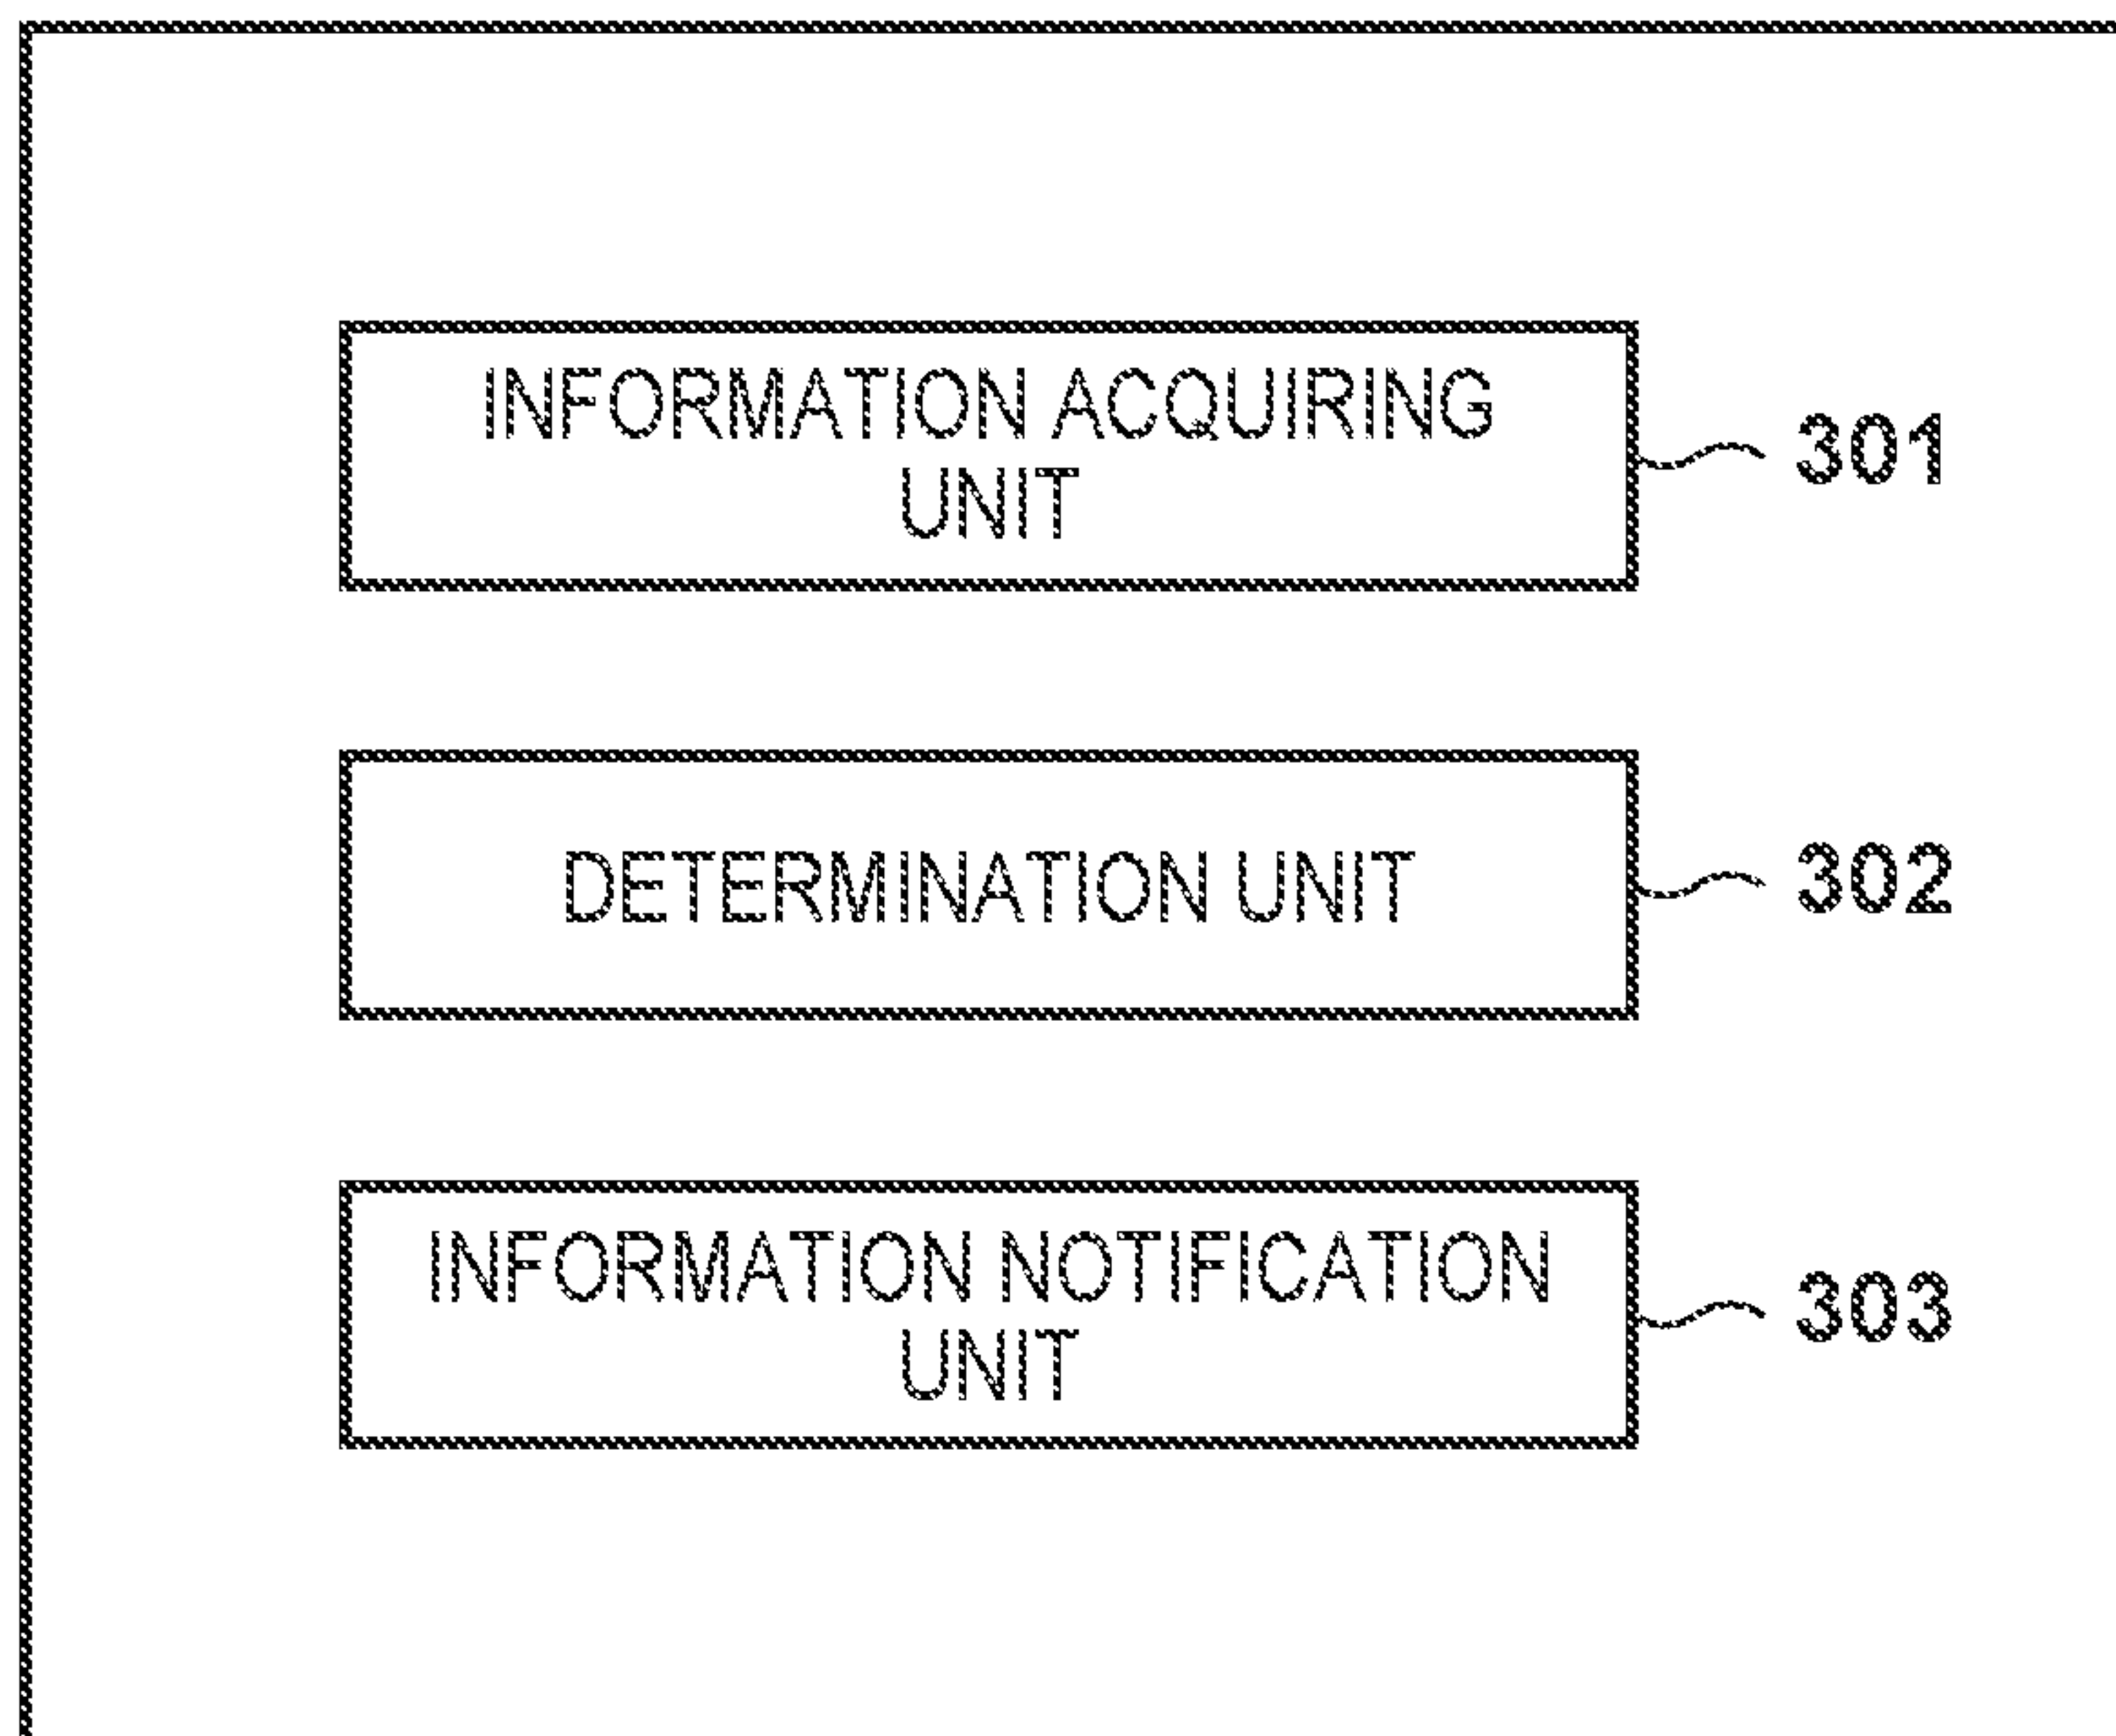 INFORMATION ACQUIRING
UNIT
301
DETERMINATION UNIT
302
INFORMATION NOTIFICATION
UNIT
303